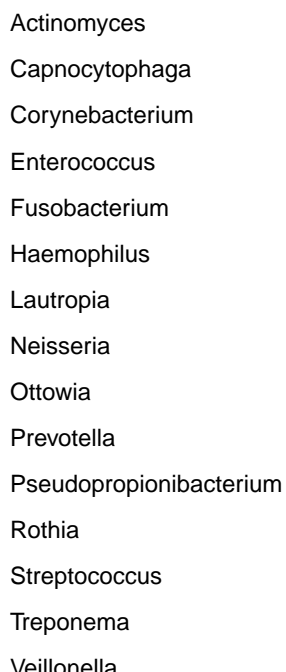 Actinomyces
Capnocytophaga
Corynebacterium
Enterococcus
Fusobacterium
Haemophilus
Lautropia
Neisseria
Ottowia
Prevotella
Pseudopropionibacterium
Rothia
Streptococcus
Treponema
Veillonella